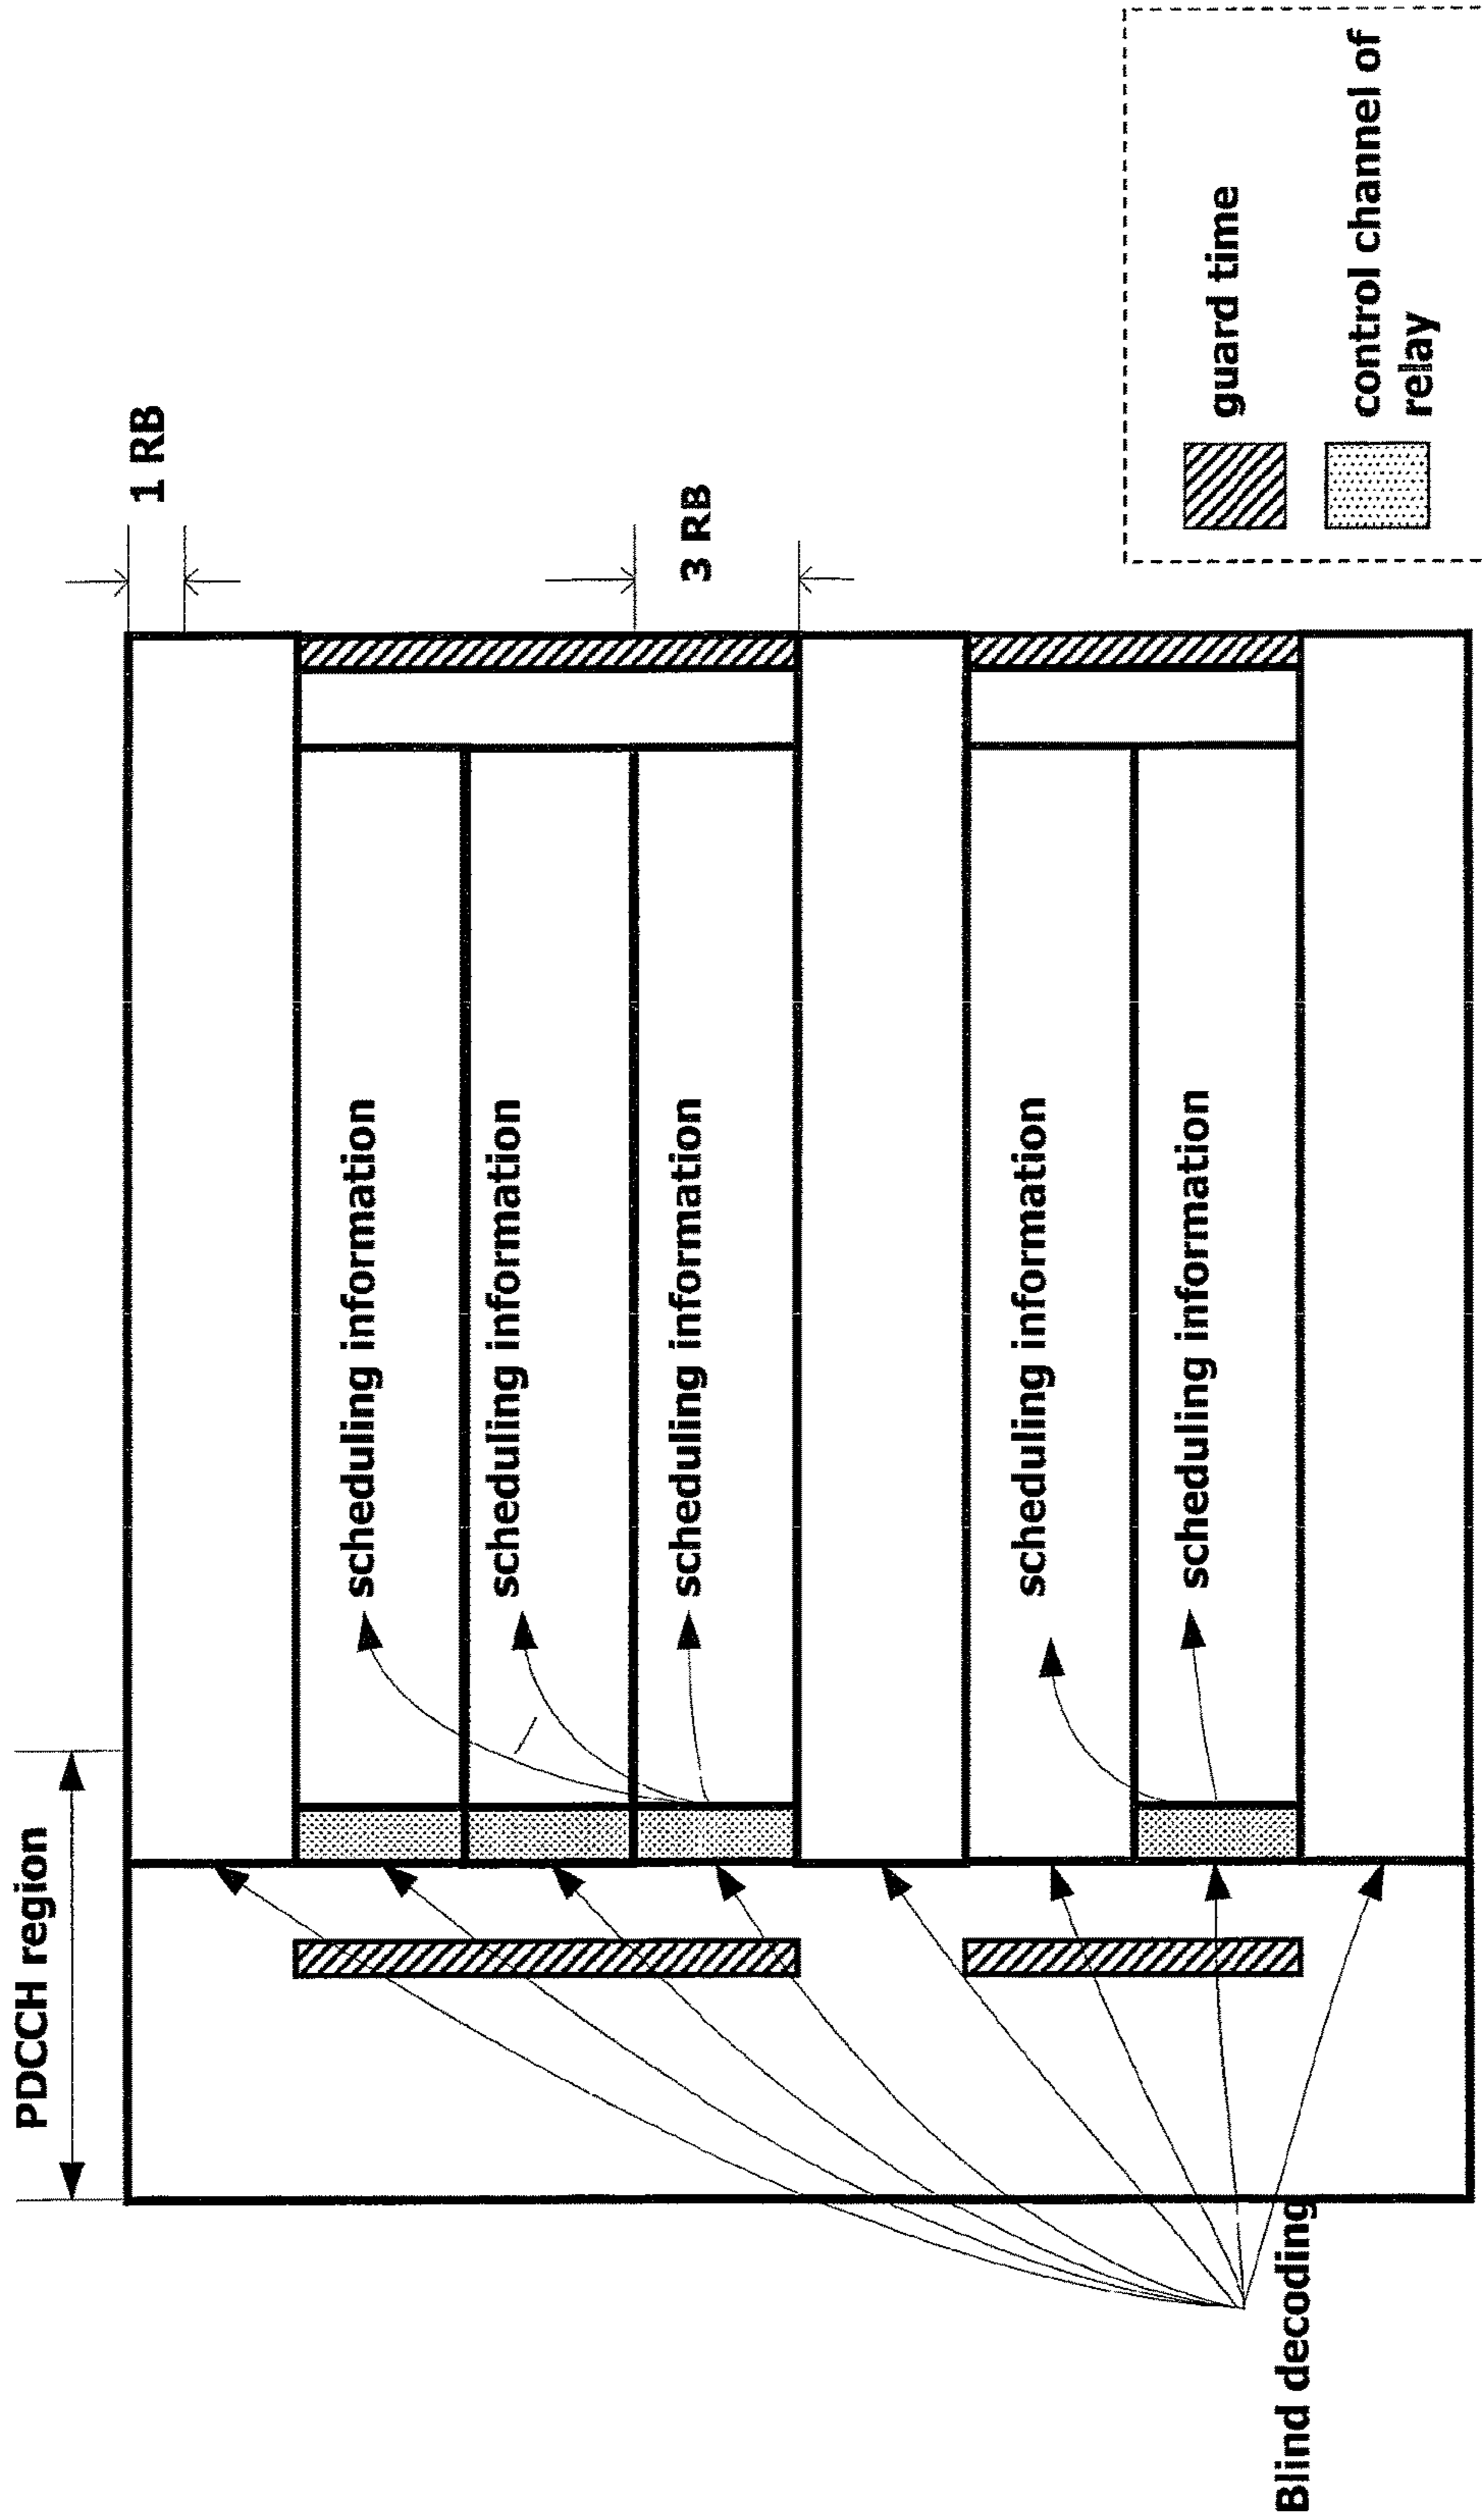 PDCCH region
1 RB
3 RB
scheduling information
scheduling information
scheduling information
scheduling information
scheduling information
Blind decoding
guard time
control channel of
relay